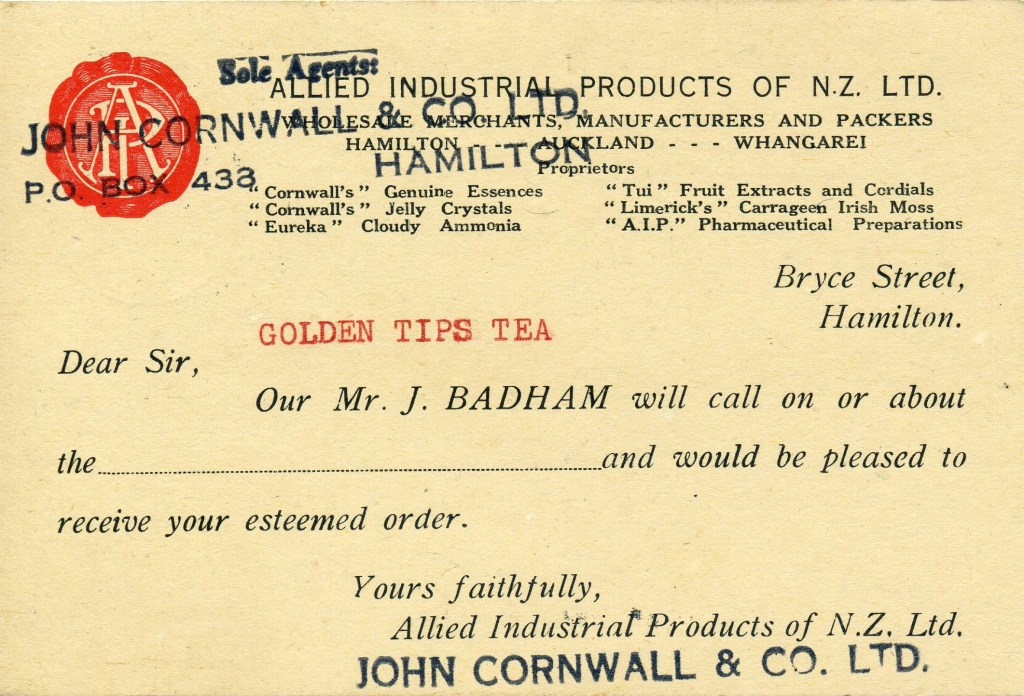 Sole Agents:
ALLIED INDUSTRIAL PRODUCTS OF N.Z. LTD.
JOHN CORNWALL & CO. LTD.
WHOLESALE MERCHANTS, MANUFACTURERS AND PACKERS
HAMILTON - - - AUCKLAND - - - WHANGAREI
HAMILTON
P.O. BOX 438
Proprietors
"Cornwall's" Genuine Essences "Tui" Fruit Extracts and Cordials
"Cornwall's" Jelly Crystals "Limerick's" Carrageen Irish Moss
"Eureka" Cloudy Ammonia "A.I.P." Pharmaceutical Preparations
Bryce Street,
Hamilton.
GOLDEN TIPS TEA
Dear Sir,
Our Mr. J. BADHAM will call on or about
the and would be pleased to
receive your esteemed order.
Yours faithfully,
Allied Industrial Products of N.Z. Ltd.
JOHN CORNWALL & CO. LTD.